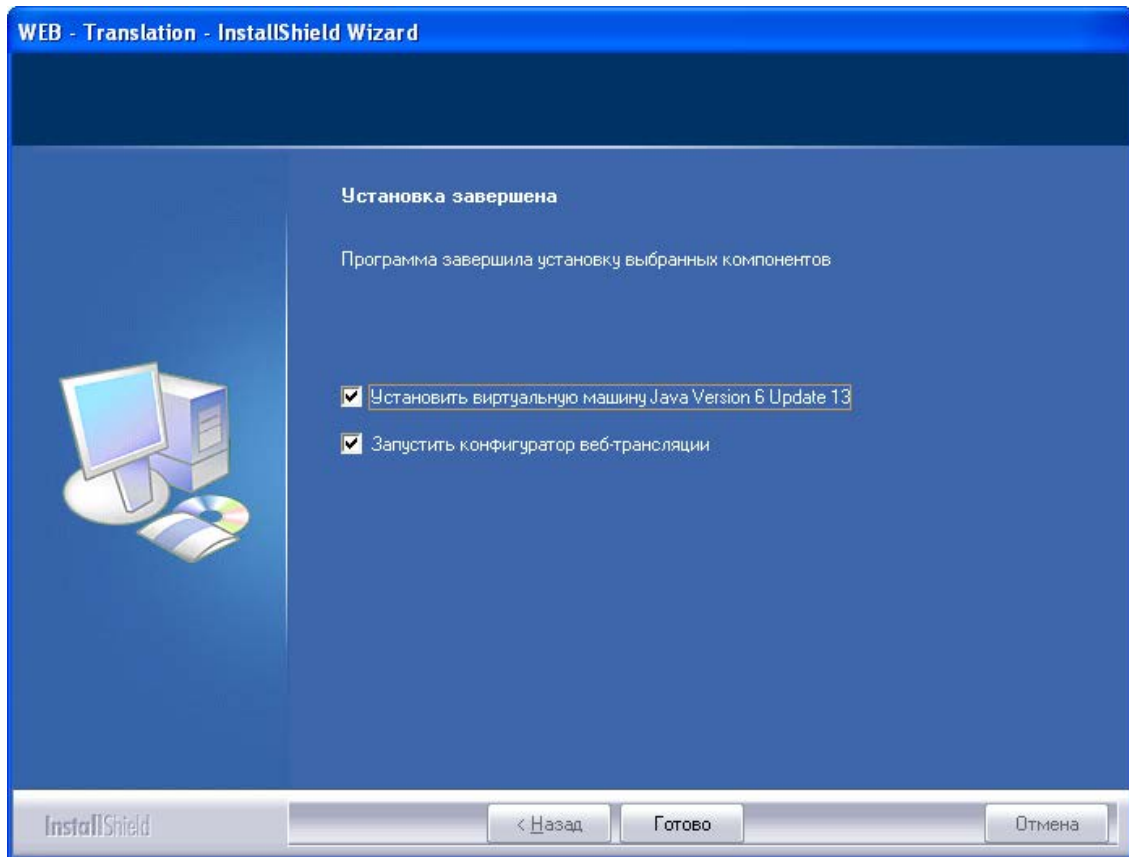 WEB - Translation - InstallShield Wizard
Установка завершена
Программа завершила установку выбранных компонентов
Установить виртуальную машину Java Version 6 Update 13
Запустить конфигуратор веб-трансляции
InstallShield
< Назад
Готово
Отмена